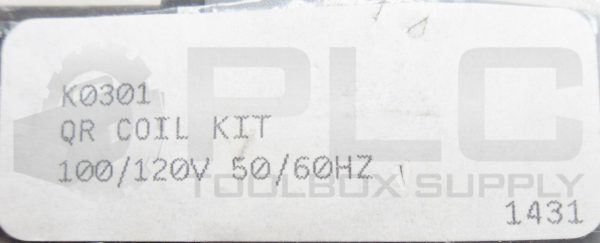 K0301
QR COIL KIT
100/120V 50/60HZ
1431
PLC
TOOLBOX SUPPLY